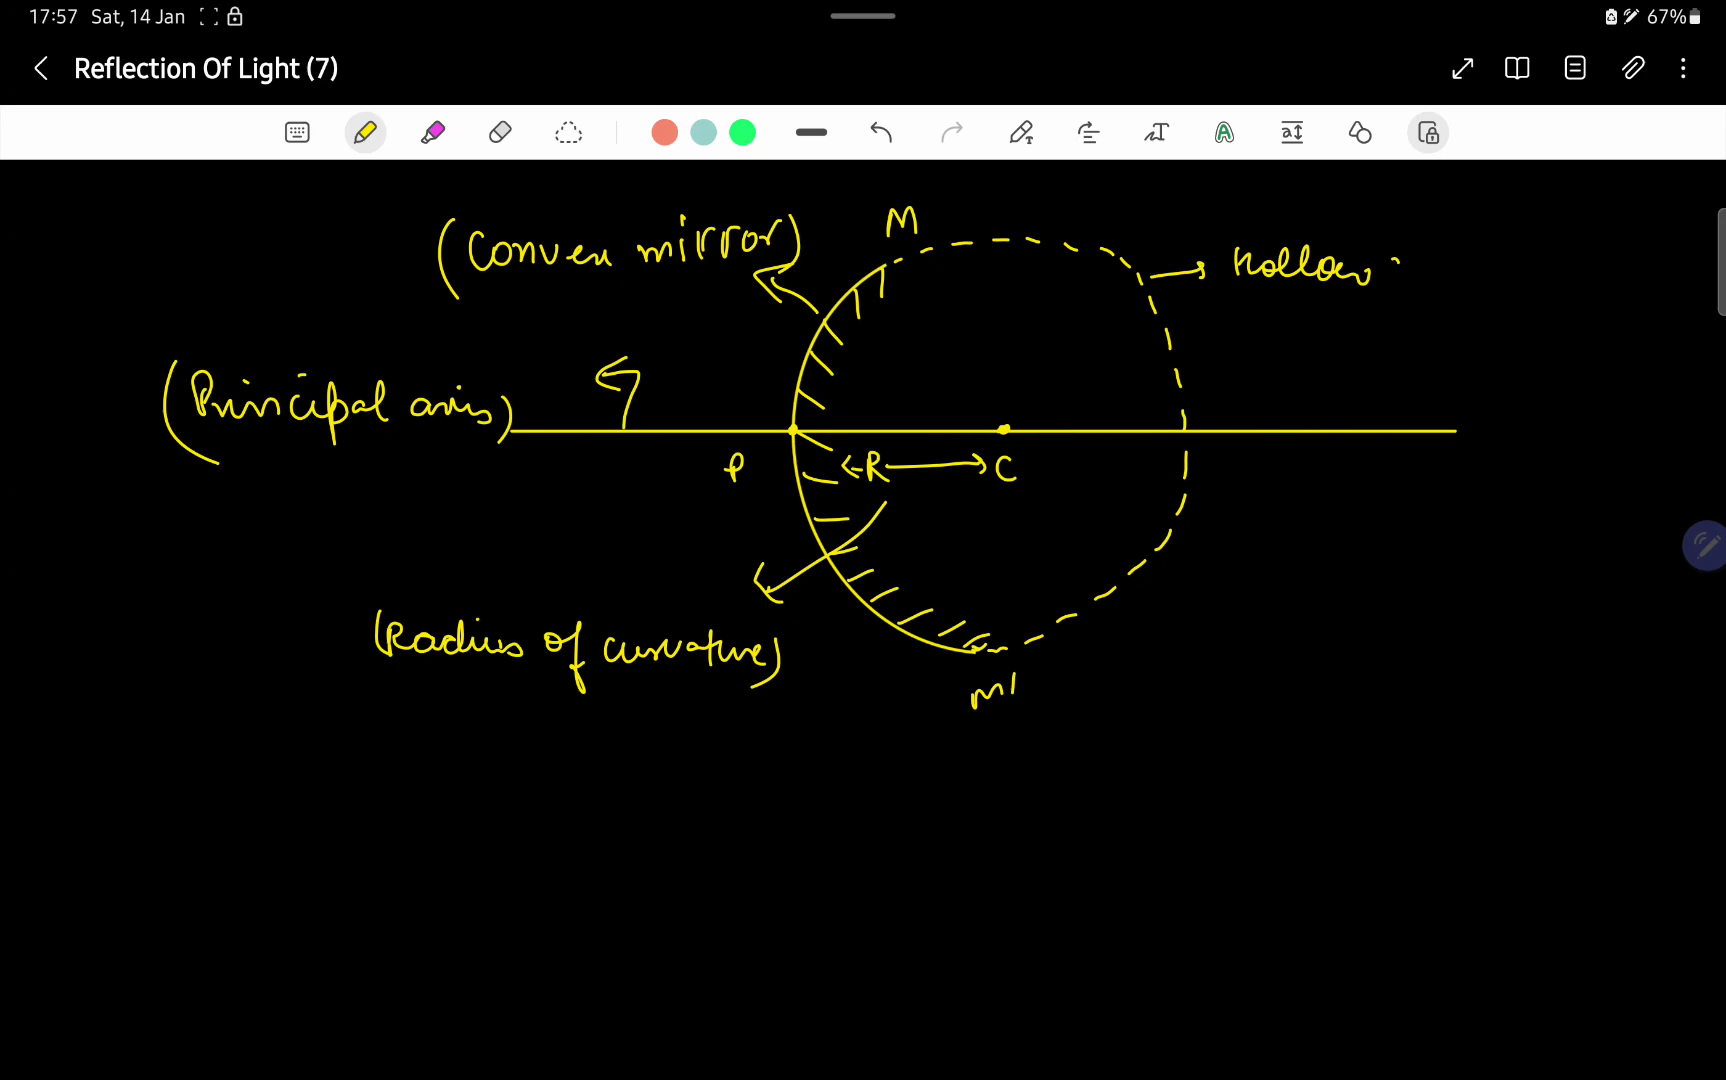 17:57 Sat, 14 Jan
67%
Reflection Of Light (7)
(Convex mirror)
M
Hollow
(Principal axis)
P
R
C
(Radius of curvature)
M'